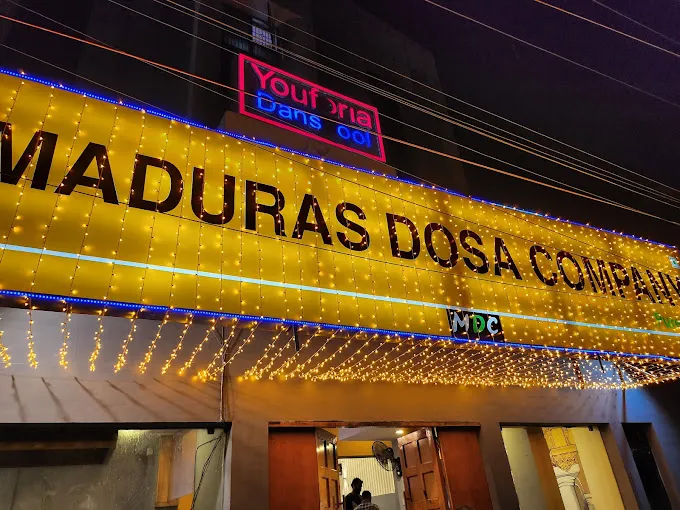 Youforia
Dans ool
MADURAS DOSA COMPANY
MDC